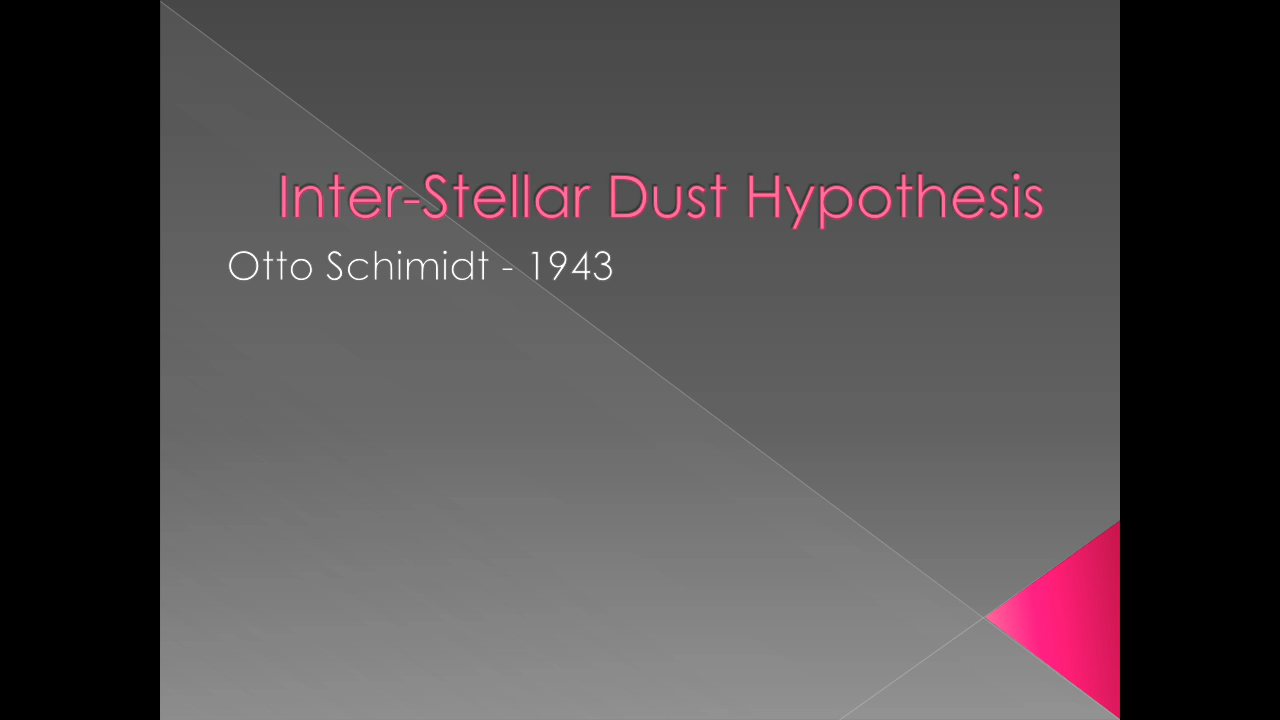 Inter-Stellar Dust Hypothesis
Otto Schimidt - 1943